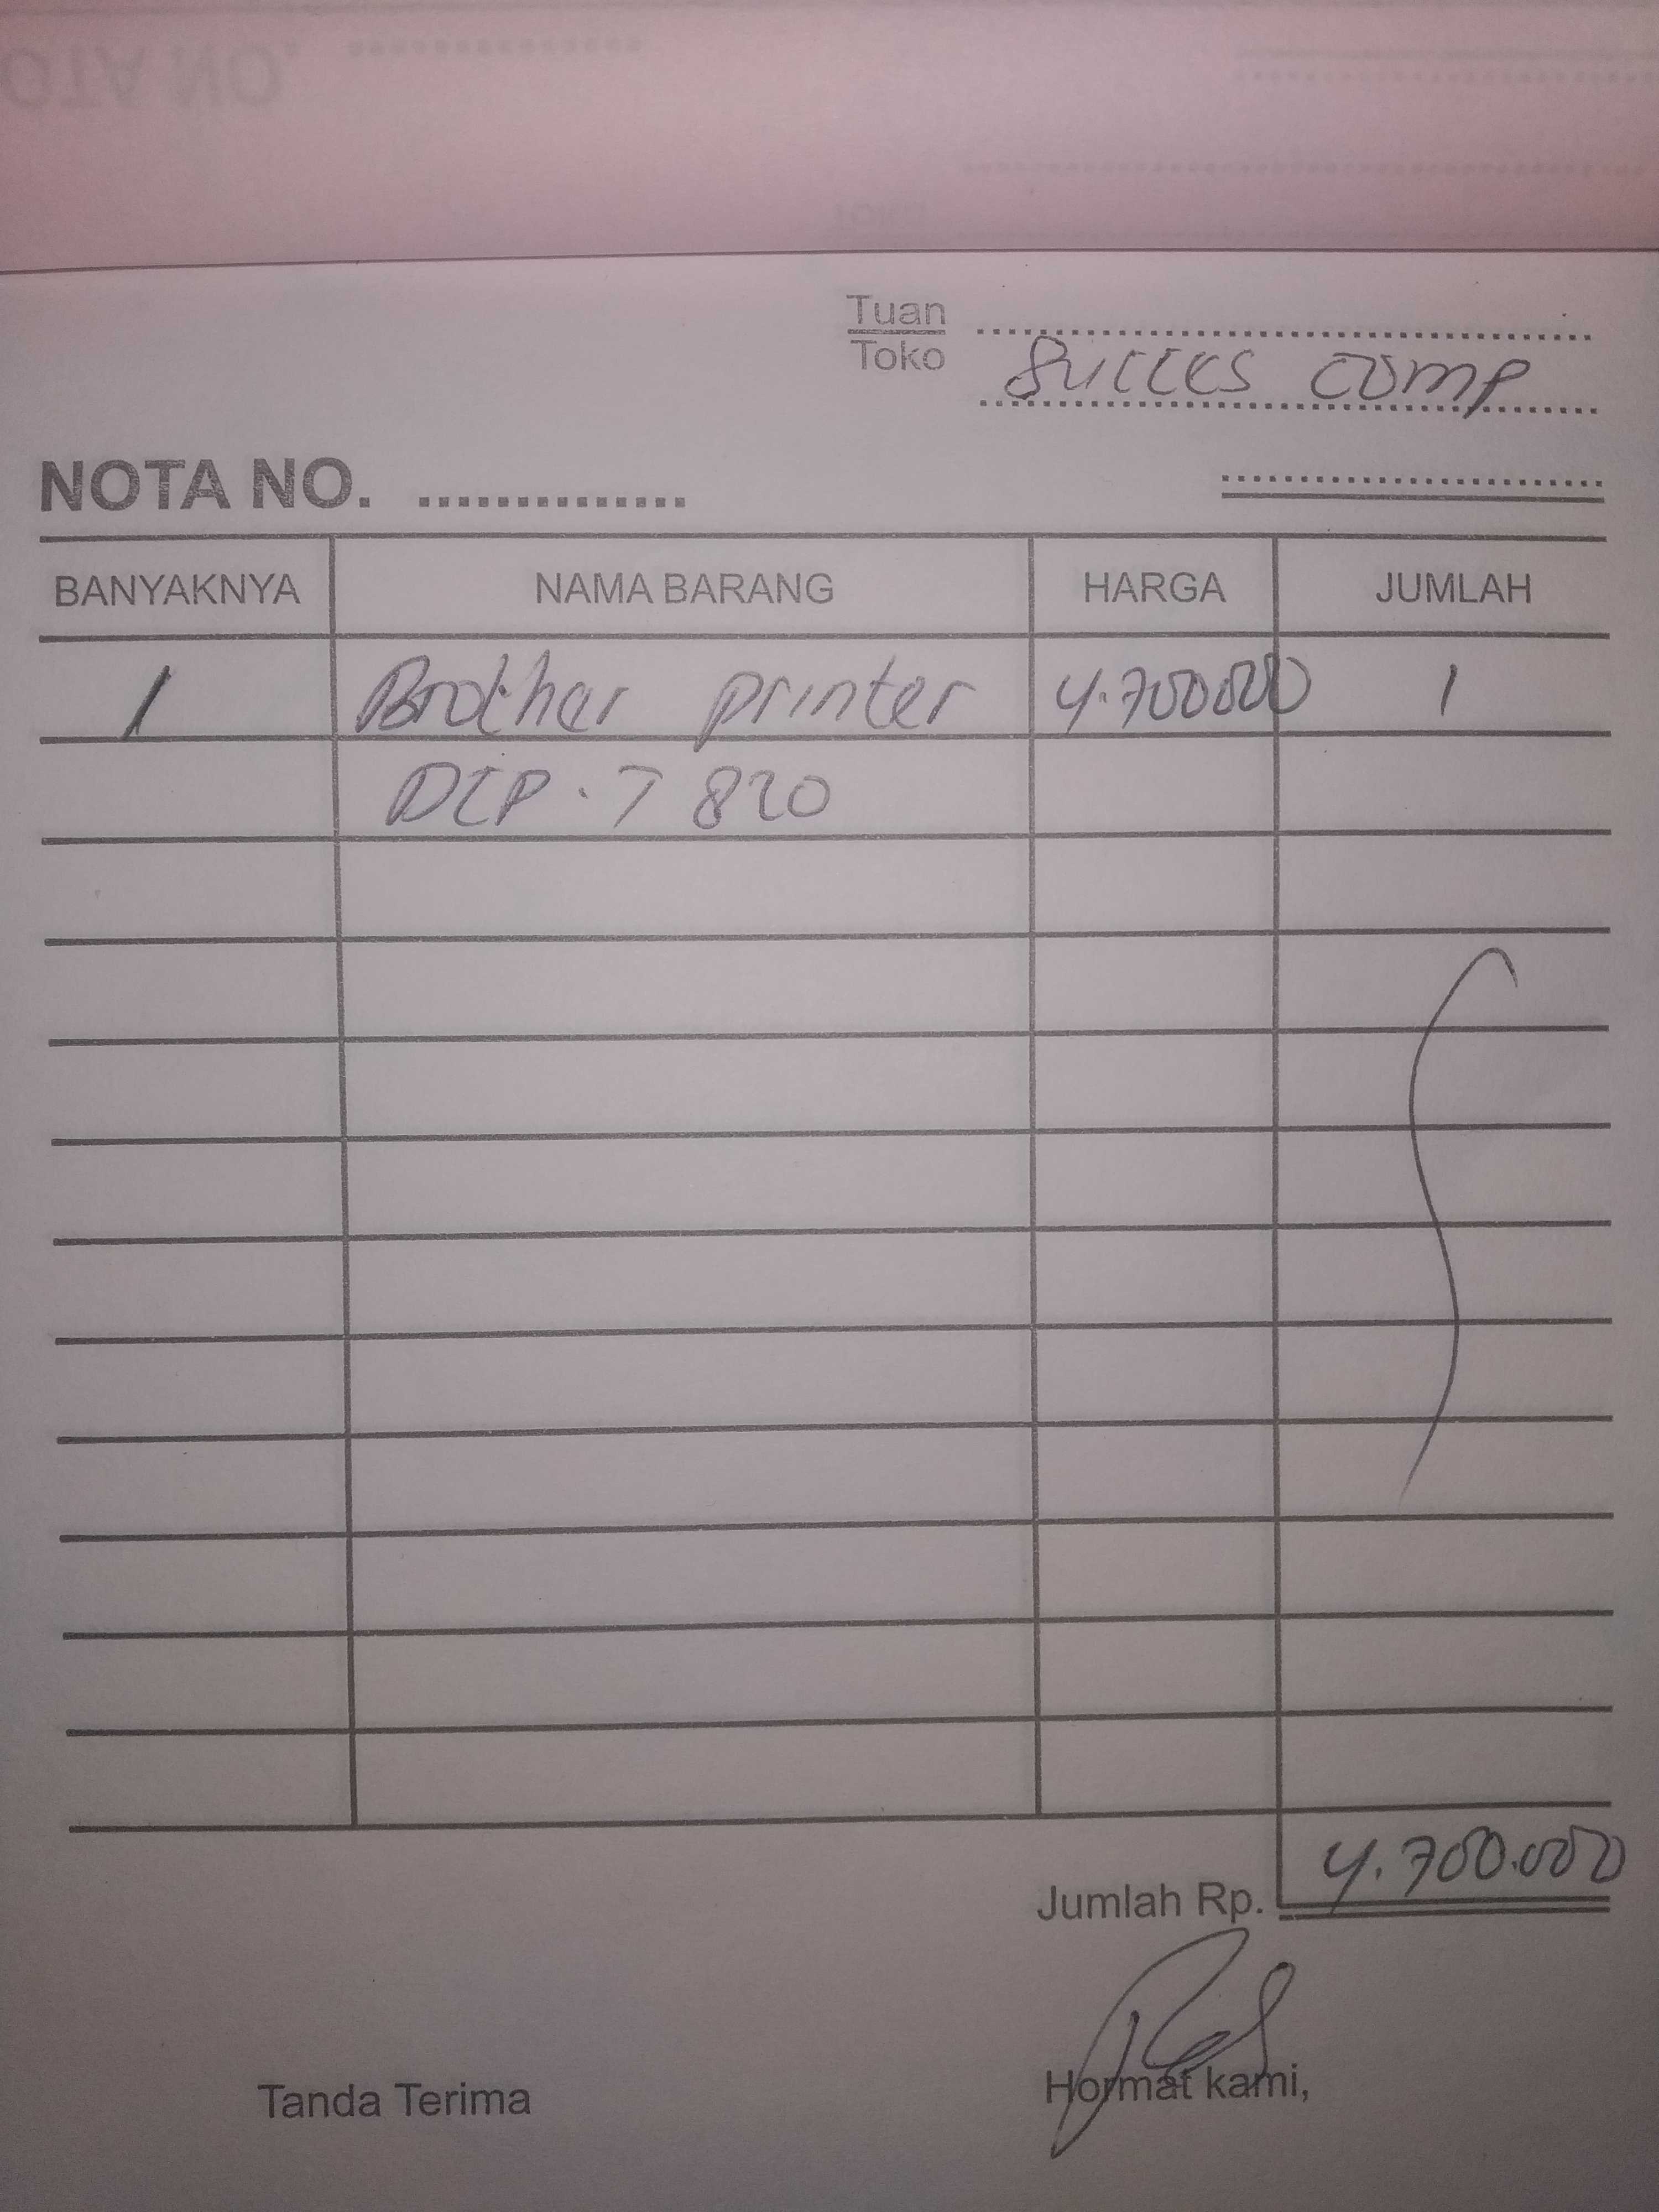 Tuan
Toko
Succes comp
NOTA NO. ..............
BANYAKNYA NAMA BARANG HARGA JUMLAH
1 Brother printer 4.700000 1
DCP. T 820
Jumlah Rp. 4.700.000
Tanda Terima Hormat kami,